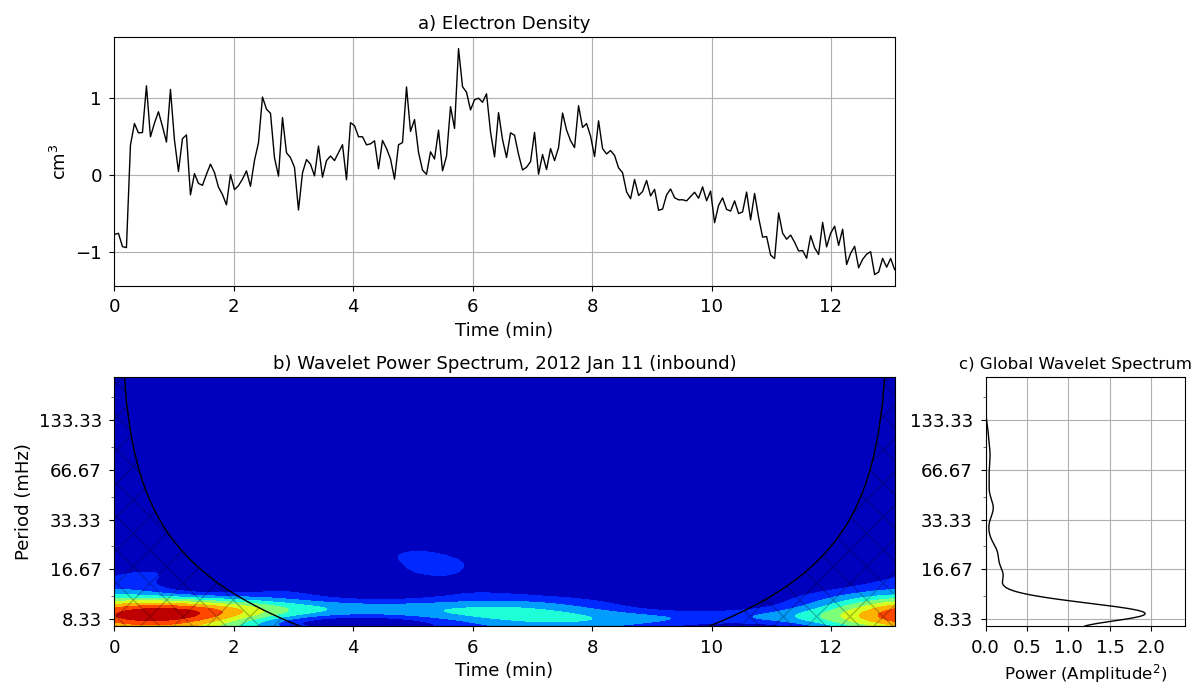 a) Electron Density
1
0
−1
cm³
0 2 4 6 8 10 12
Time (min)
b) Wavelet Power Spectrum, 2012 Jan 11 (inbound)
133.33
66.67
33.33
16.67
8.33
Period (mHz)
0 2 4 6 8 10 12
Time (min)
c) Global Wavelet Spectrum
133.33
66.67
33.33
16.67
8.33
0.0 0.5 1.0 1.5 2.0
Power (Amplitude²)